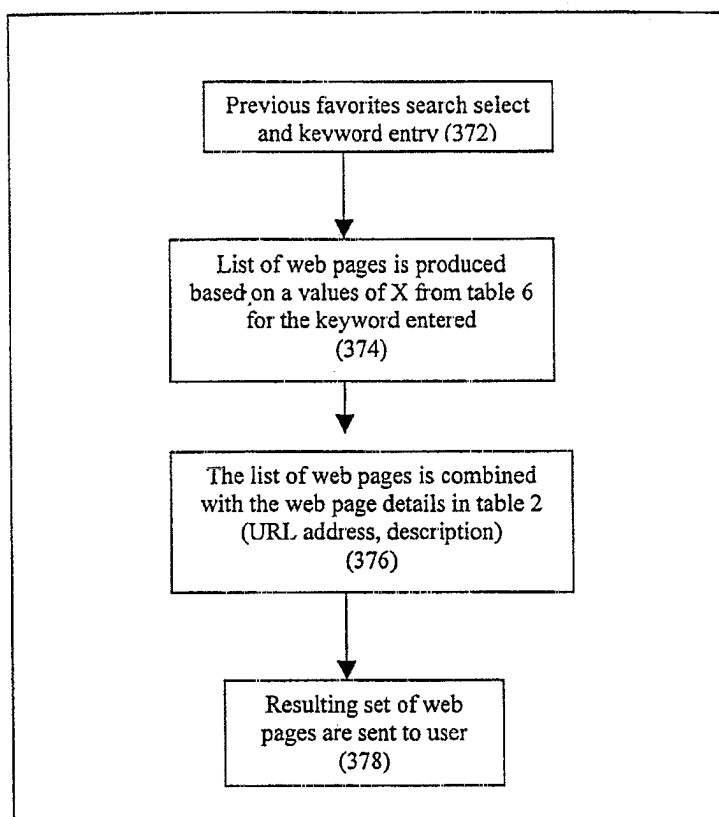 Previous favorites search select
and keyword entry (372)
List of web pages is produced
based on a values of X from table 6
for the keyword entered
(374)
The list of web pages is combined
with the web page details in table 2
(URL address, description)
(376)
Resulting set of web
pages are sent to user
(378)